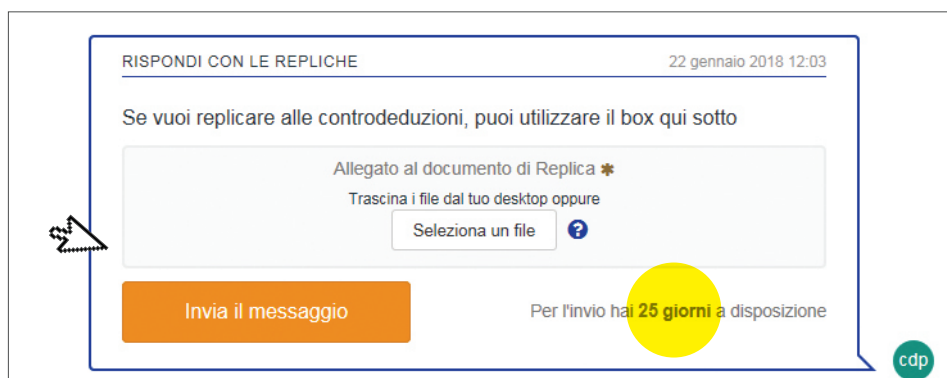 RISPONDI CON LE REPLICHE 22 gennaio 2018 12:03
Se vuoi replicare alle controdeduzioni, puoi utilizzare il box qui sotto
Allegato al documento di Replica ✱
Trascina i file dal tuo desktop oppure
Seleziona un file ?
Invia il messaggio Per l'invio hai 25 giorni a disposizione
cdp